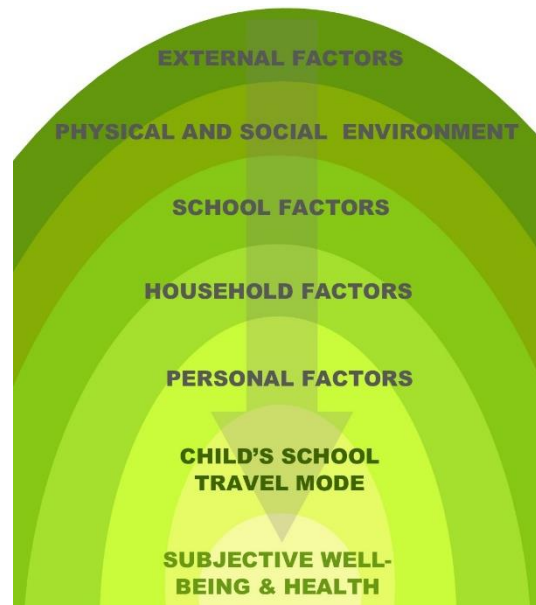 EXTERNAL FACTORS
PHYSICAL AND SOCIAL ENVIRONMENT
SCHOOL FACTORS
HOUSEHOLD FACTORS
PERSONAL FACTORS
CHILD'S SCHOOL
TRAVEL MODE
SUBJECTIVE WELL-
BEING & HEALTH